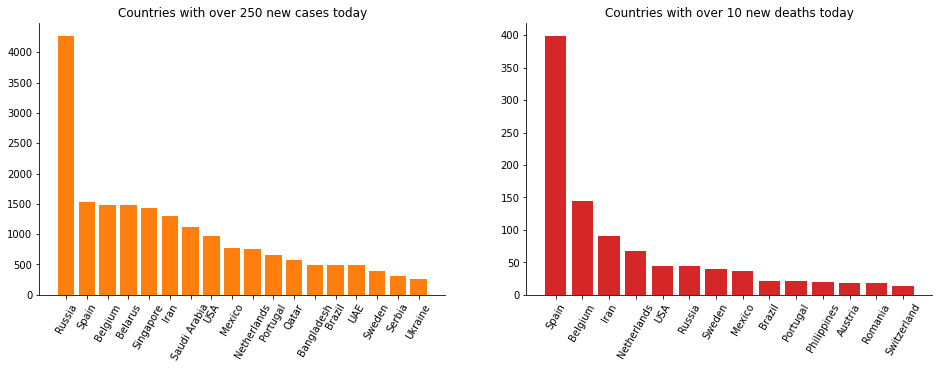 Countries with over 250 new cases today
4000
3500
3000
2500
2000
1500
1000
500
0
Russia
Spain
Belgium
Belarus
Singapore
Iran
Saudi Arabia
USA
Mexico
Netherlands
Portugal
Qatar
Bangladesh
Brazil
UAE
Sweden
Serbia
Ukraine
Countries with over 10 new deaths today
400
350
300
250
200
150
100
50
0
Spain
Belgium
Iran
Netherlands
USA
Russia
Sweden
Mexico
Brazil
Portugal
Philippines
Austria
Romania
Switzerland